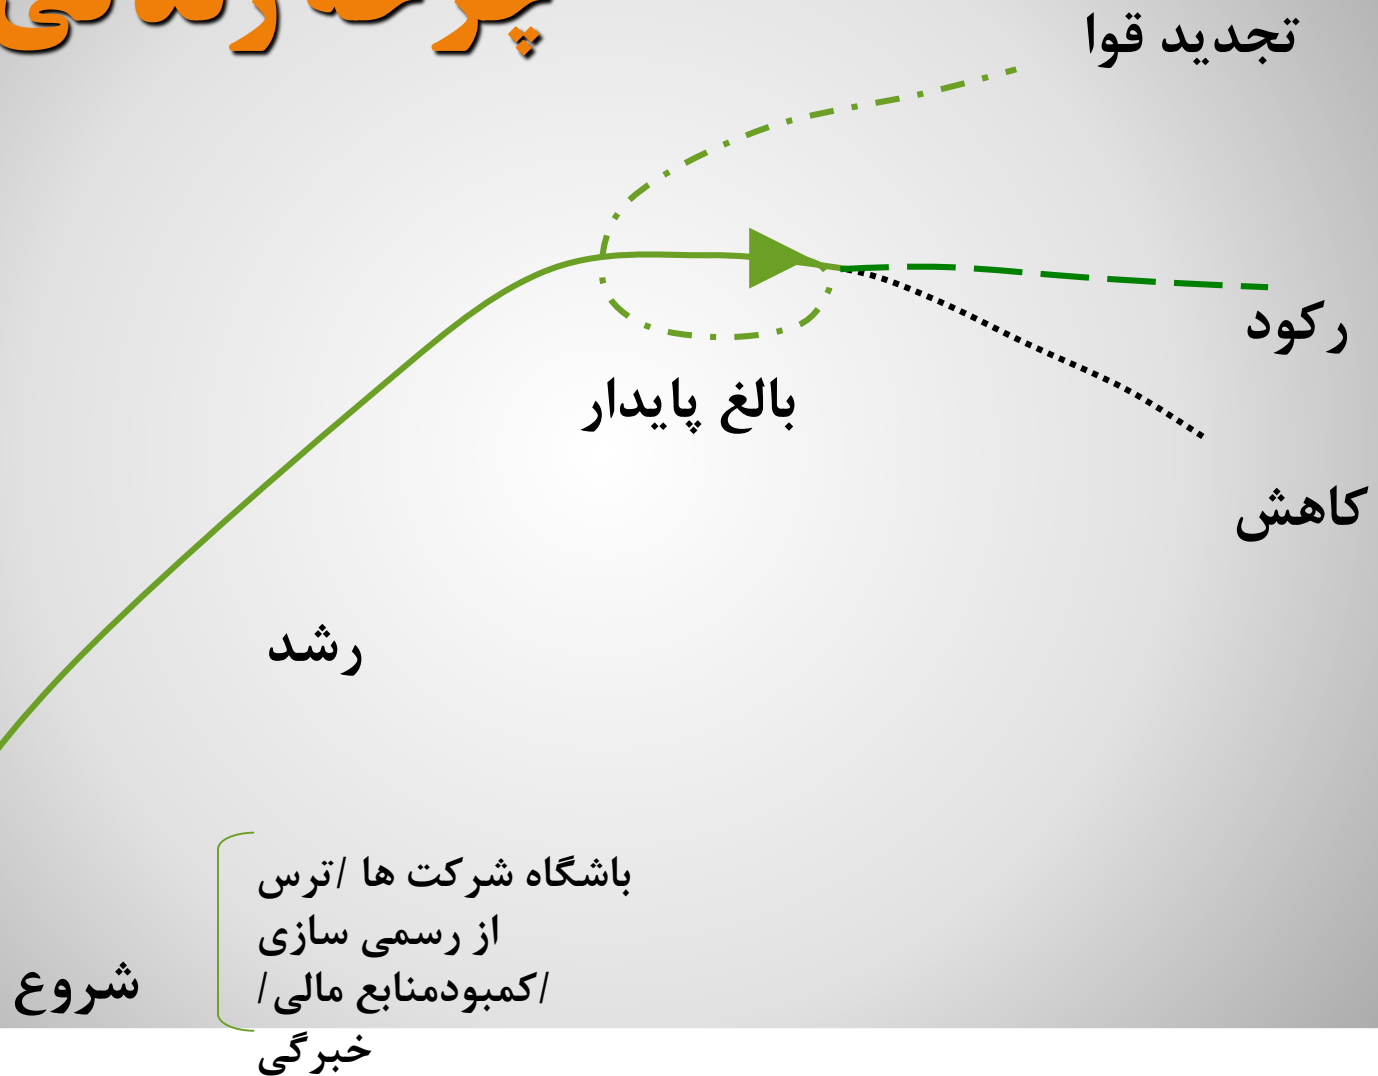 تجدید قوا
رکود
بالغ پایدار
کاهش
رشد
باشگاه شرکت ها /ترس
از رسمی سازی
/کمبودمنابع مالی/
خبرگی
شروع